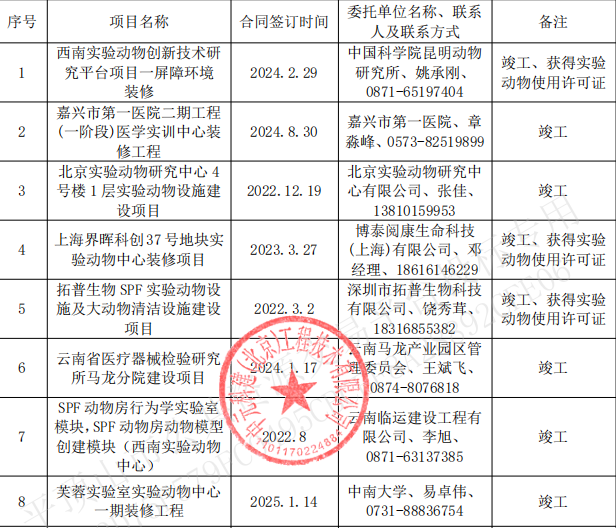 序号 项目名称 合同签订时间 委托单位名称、联系人及联系方式 备注
1 西南实验动物创新技术研究平台项目一屏障环境装修 2024.2.29 中国科学院昆明动物研究所、姚承刚、0871-65197404 竣工、获得实验动物使用许可证
2 嘉兴市第一医院二期工程(一阶段)医学实训中心装修工程 2024.8.30 嘉兴市第一医院、章淼峰、0573-82519899 竣工
3 北京实验动物研究中心4号楼1层实验动物设施建设项目 2022.12.19 北京实验动物研究中心有限公司、张佳、13810159953 竣工
4 上海界晖科创37号地块实验动物中心装修项目 2023.3.27 博泰阅康生命科技(上海)有限公司、邓经理、18616146229 竣工、获得实验动物使用许可证
5 拓普生物SPF实验动物设施及大动物清洁设施建设项目 2022.3.2 深圳市拓普生物科技有限公司、饶秀茸、18316855382 竣工、获得实验动物使用许可证
6 云南省医疗器械检验研究所马龙分院建设项目 2024.1.17 云南马龙产业园区管理委员会、王斌飞、0874-8076818 竣工
7 SPF动物房行为学实验室模块,SPF动物房动物模型创建模块（西南实验动物中心） 2022.8 云南临运建设工程有限公司、李旭、0871-63137385 竣工
8 芙蓉实验室实验动物中心一期装修工程 2025.1.14 中南大学、易卓伟、0731-88836754 竣工
(北京)工程技术有限公司